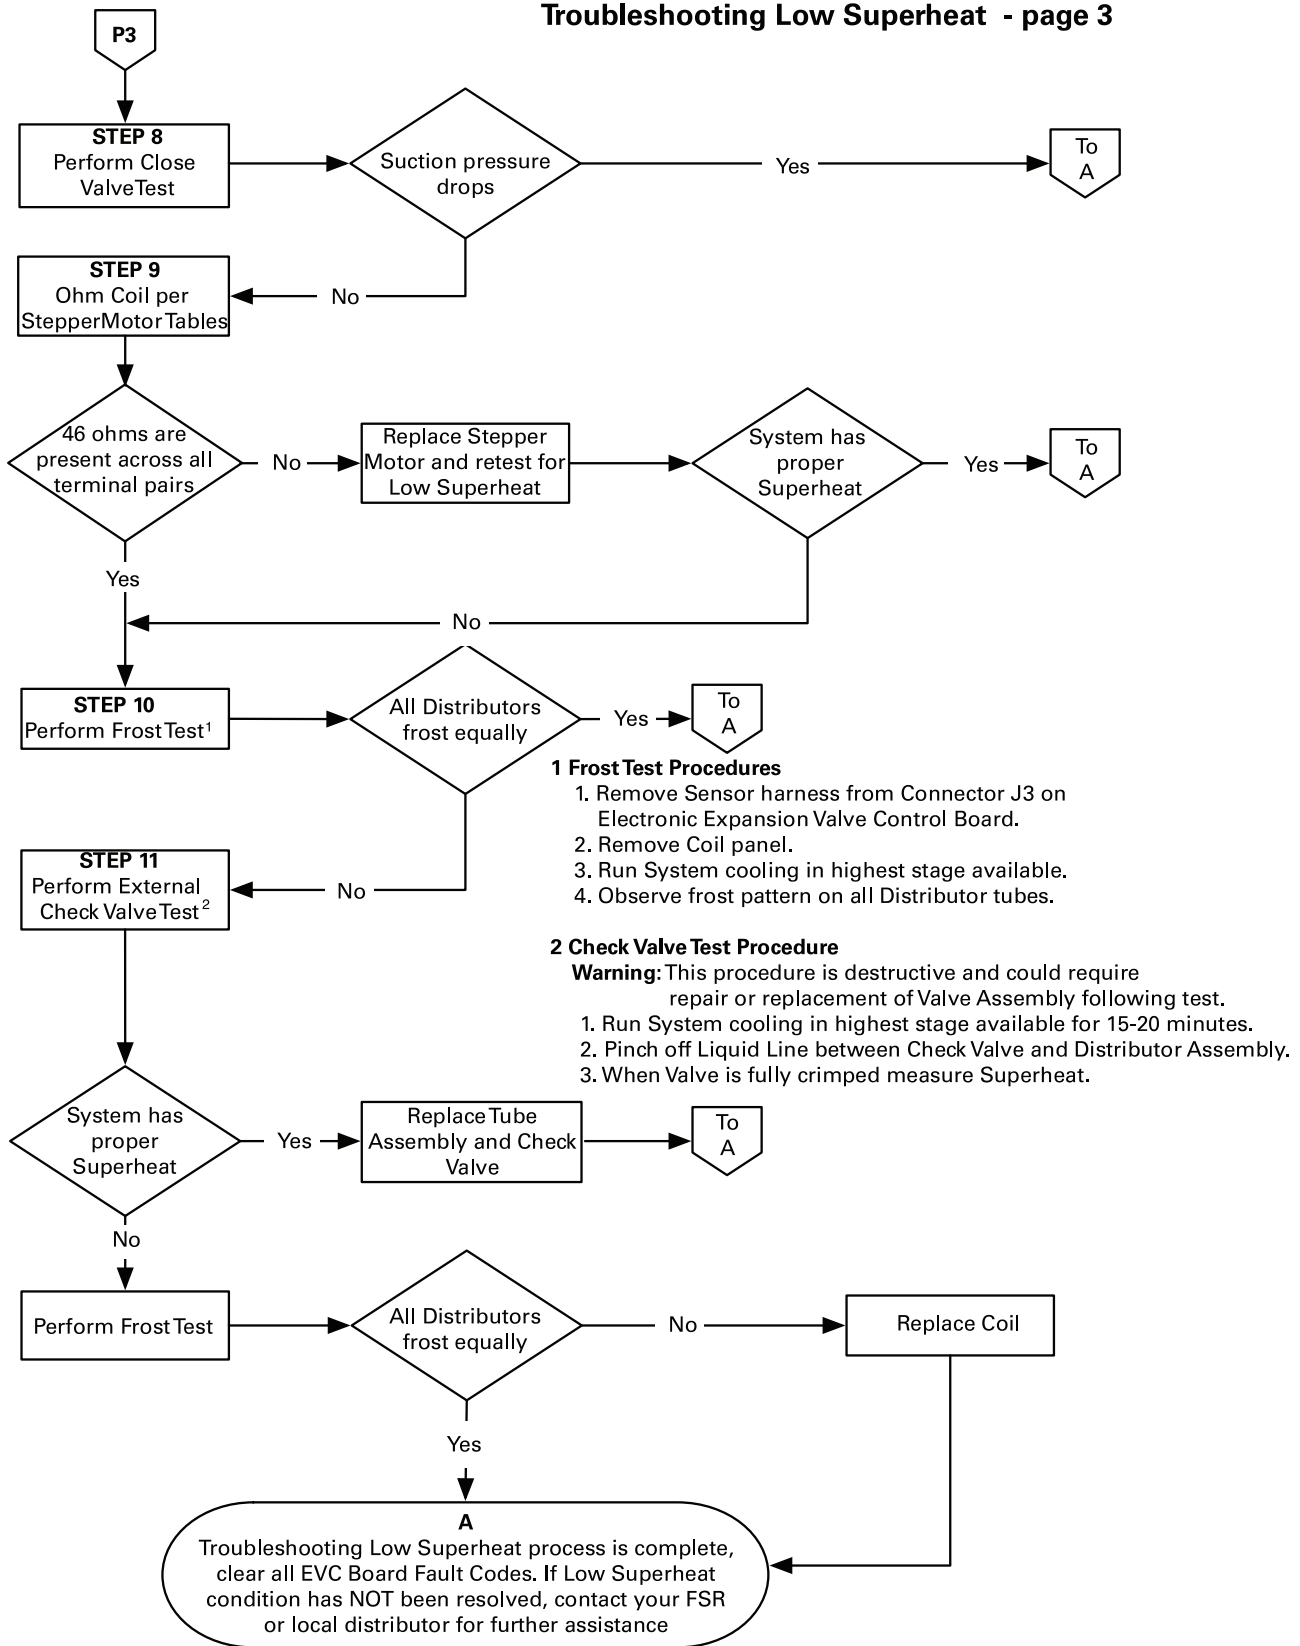 Troubleshooting Low Superheat - page 3
P3
STEP 8
Perform Close
Valve Test
Suction pressure
drops
Yes
To
A
STEP 9
Ohm Coil per
Stepper Motor Tables
No
46 ohms are
present across all
terminal pairs
No
Replace Stepper
Motor and retest for
Low Superheat
System has
proper
Superheat
Yes
To
A
Yes
No
STEP 10
Perform Frost Test1
All Distributors
frost equally
Yes
To
A
1 Frost Test Procedures
1. Remove Sensor harness from Connector J3 on
Electronic Expansion Valve Control Board.
2. Remove Coil panel.
3. Run System cooling in highest stage available.
4. Observe frost pattern on all Distributor tubes.
STEP 11
Perform External
Check Valve Test2
No
2 Check Valve Test Procedure
Warning: This procedure is destructive and could require
repair or replacement of Valve Assembly following test.
1. Run System cooling in highest stage available for 15-20 minutes.
2. Pinch off Liquid Line between Check Valve and Distributor Assembly.
3. When Valve is fully crimped measure Superheat.
System has
proper
Superheat
Yes
Replace Tube
Assembly and Check
Valve
To
A
No
Perform Frost Test
All Distributors
frost equally
No
Replace Coil
Yes
A
Troubleshooting Low Superheat process is complete,
clear all EVC Board Fault Codes. If Low Superheat
condition has NOT been resolved, contact your FSR
or local distributor for further assistance